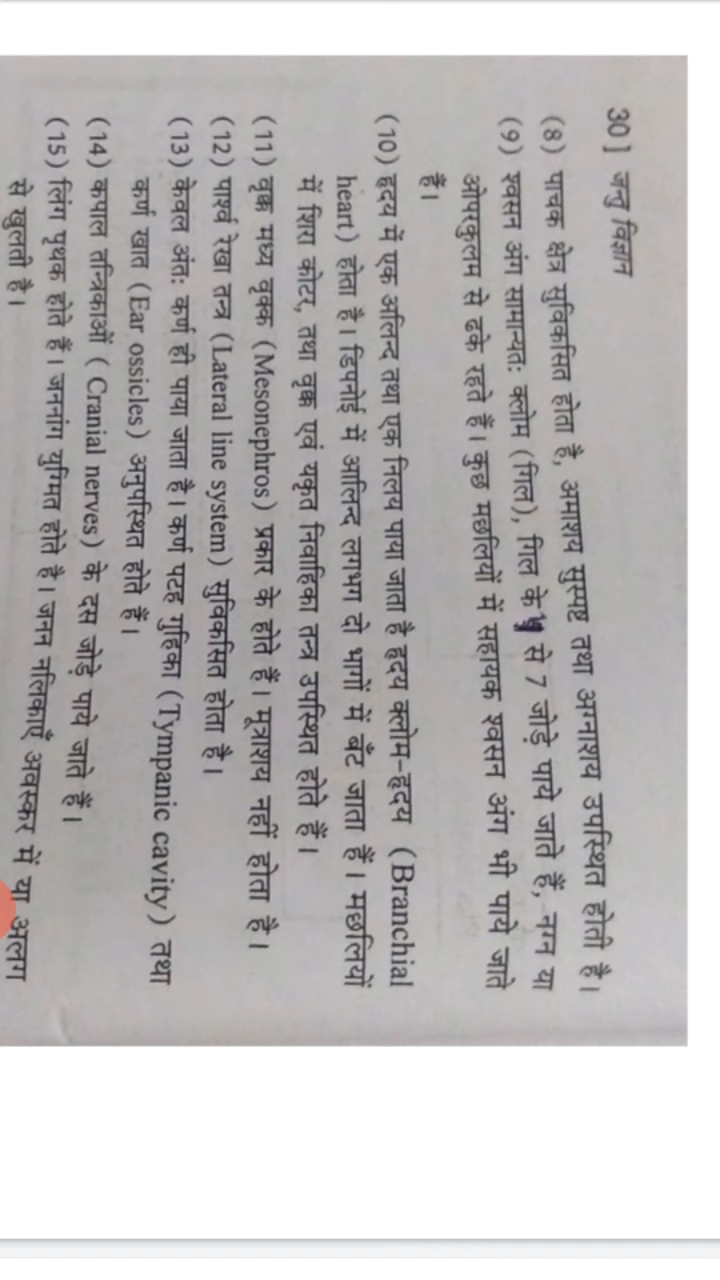 30 ] जन्तु विज्ञान
(8) पाचक क्षेत्र सुविकसित होता है, अमाशय सुस्पष्ट तथा अग्नाशय उपस्थित होती है।
(9) श्वसन अंग सामान्यतः क्लोम (गिल), गिल के से 7 जोड़े पाये जाते हैं, नग्न या
ओपरकुलम से ढके रहते हैं। कुछ मछलियों में सहायक श्वसन अंग भी पाये जाते
हैं।
(10) हृदय में एक अलिन्द तथा एक निलय पाया जाता है हृदय क्लोम-हृदय (Branchial
heart) होता है। डिपनोई में आलिन्द लगभग दो भागों में बँट जाता हैं। मछलियों
में शिरा कोटर, तथा वृक्क एवं यकृत निवाहिका तन्त्र उपस्थित होते हैं।
(11) वृक्क मध्य वृक्क (Mesonephros) प्रकार के होते हैं। मूत्राशय नहीं होता है।
(12) पार्श्व रेखा तन्त्र (Lateral line system) सुविकसित होता है।
(13) केवल अंतः कर्ण ही पाया जाता है। कर्ण पटह गुहिका (Tympanic cavity) तथा
कर्ण खात (Ear ossicles) अनुपस्थित होते हैं।
(14) कपाल तन्त्रिकाओं (Cranial nerves) के दस जोड़े पाये जाते हैं।
(15) लिंग पृथक होते हैं। जननांग युग्मित होते है। जनन नलिकाएँ अवस्कर में या अलग
से खुलती है।